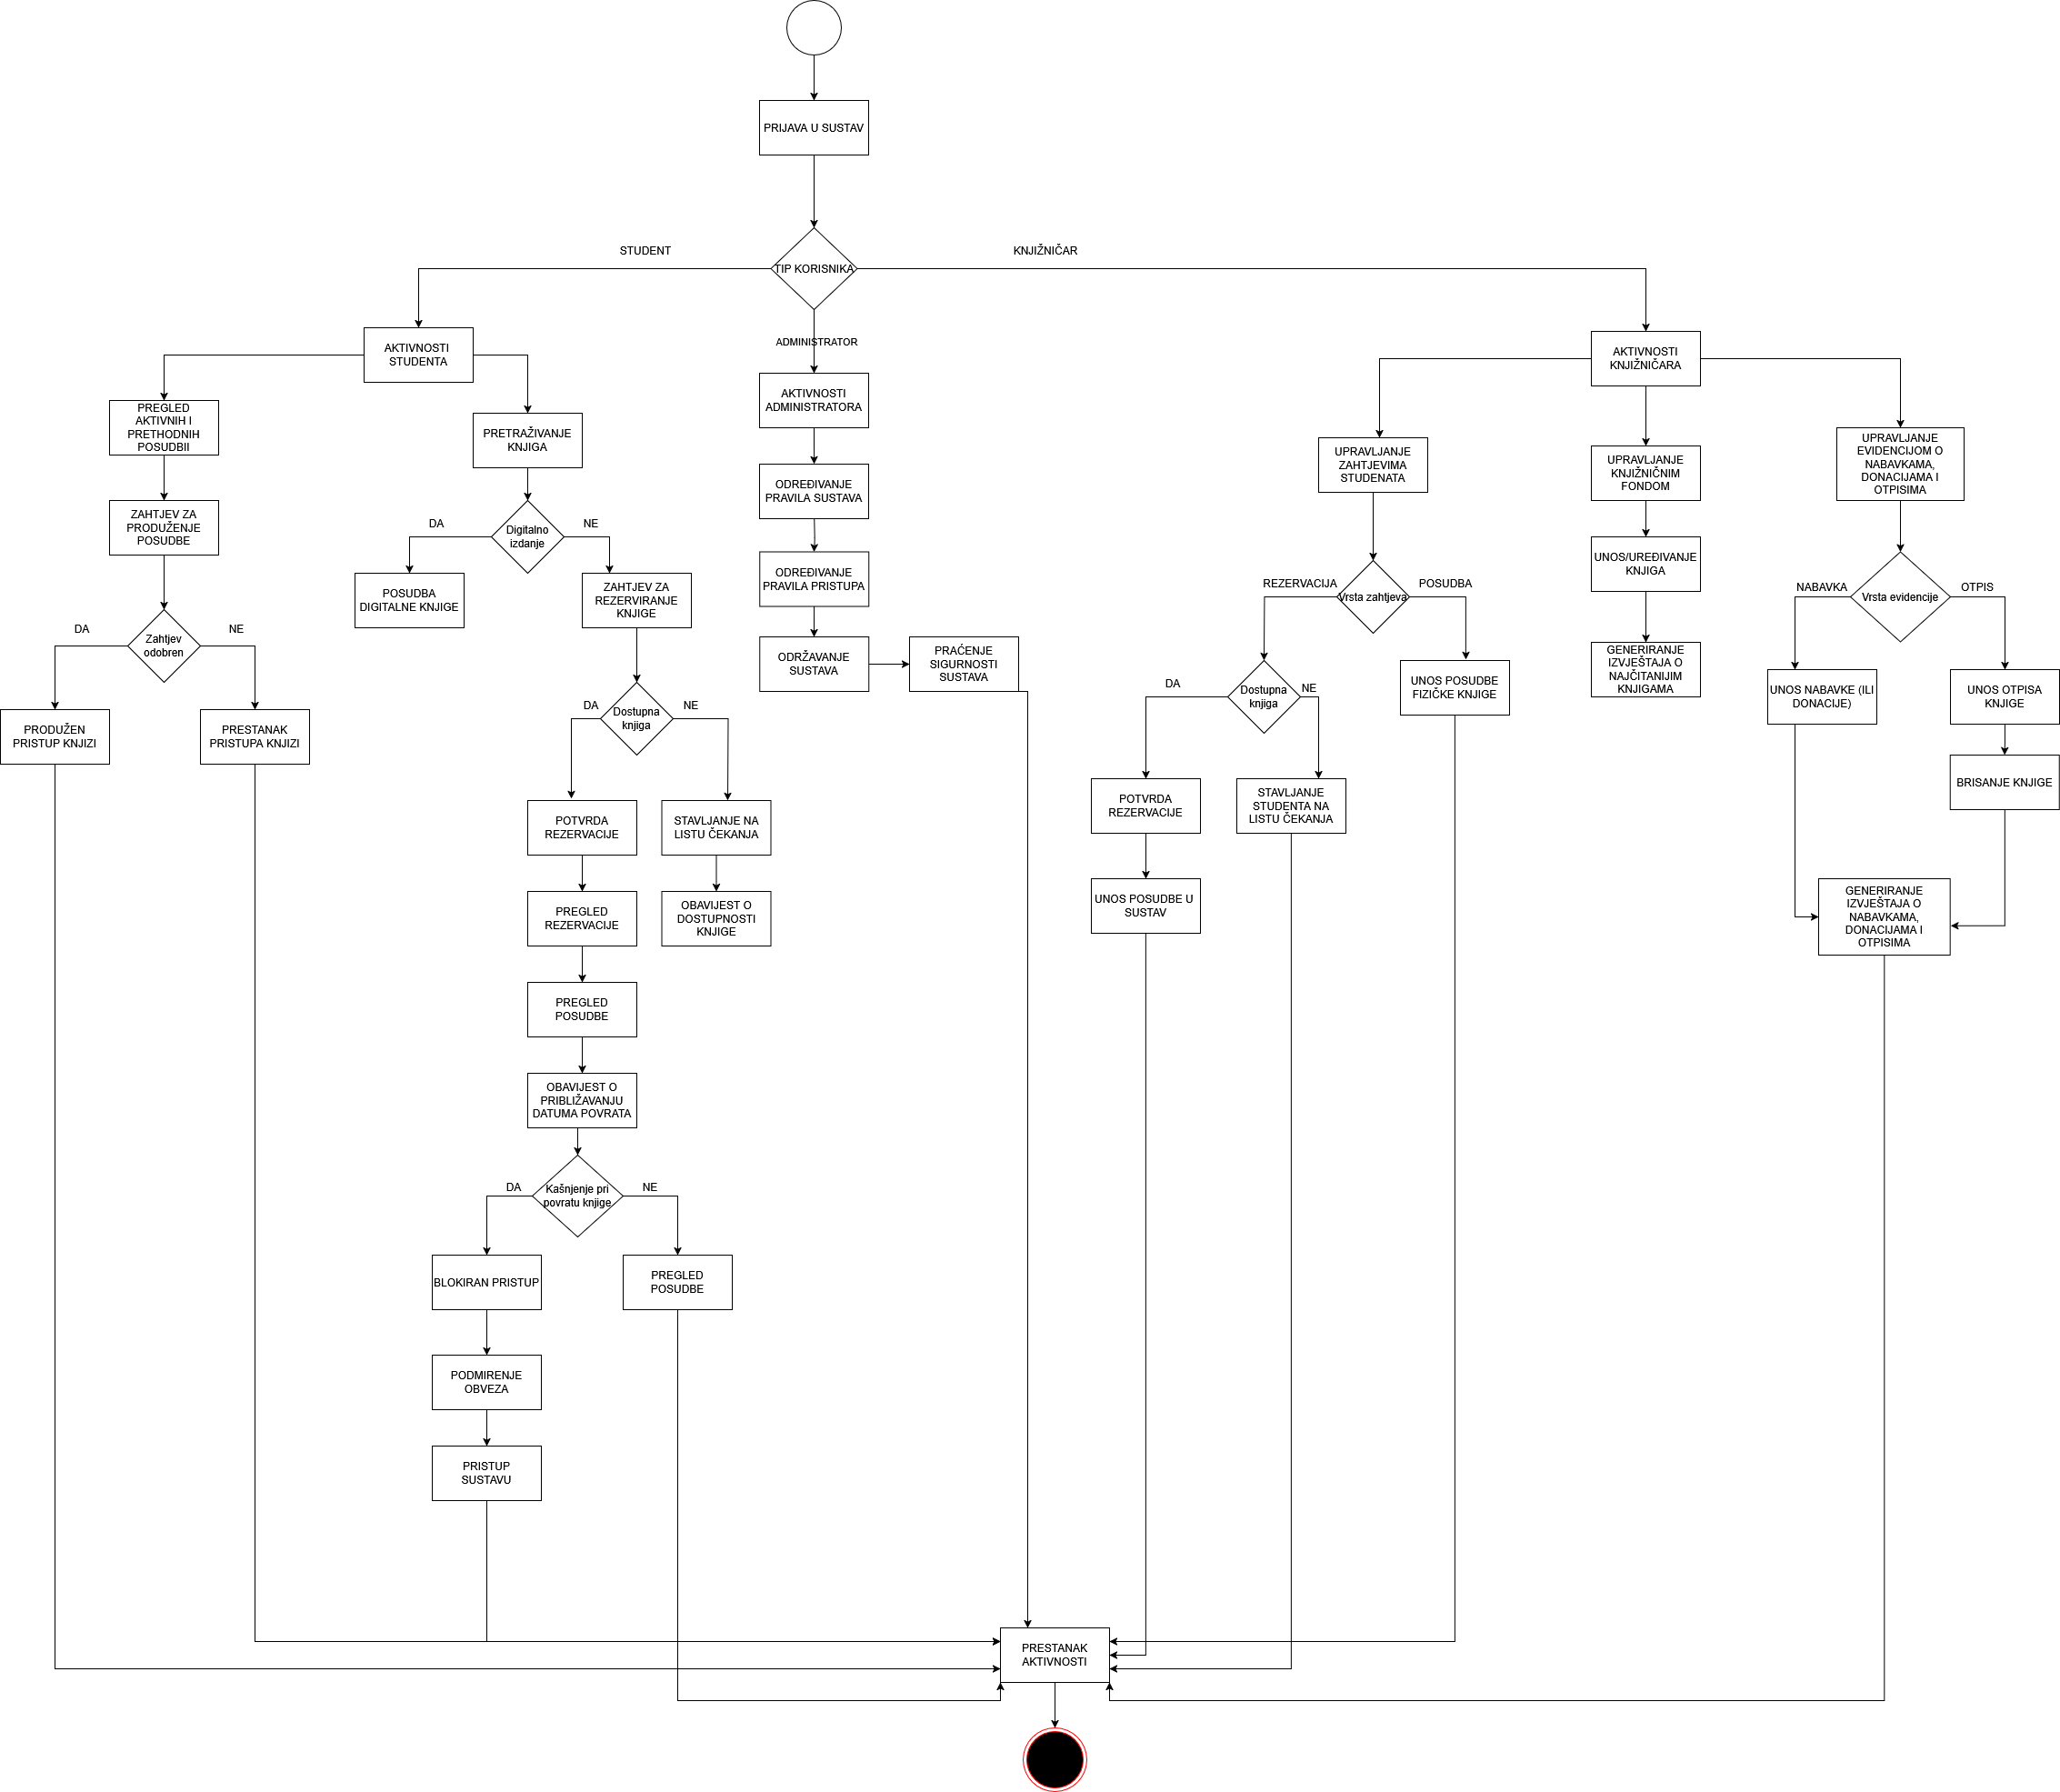 PRIJAVA U SUSTAV
TIP KORISNIKA
STUDENT
KNJIŽNIČAR
ADMINISTRATOR
AKTIVNOSTI
STUDENTA
PREGLED
AKTIVNIH I
PRETHODNIH
POSUDBII
ZAHTJEV ZA
PRODUŽENJE
POSUDBE
Zahtjev
odobren
DA
NE
PRODUŽEN
PRISTUP KNJIZI
PRESTANAK
PRISTUPA KNJIZI
PRETRAŽIVANJE
KNJIGA
Digitalno
izdanje
DA
NE
POSUDBA
DIGITALNE KNJIGE
ZAHTJEV ZA
REZERVIRANJE
KNJIGE
Dostupna
knjiga
DA
NE
POTVRDA
REZERVACIJE
STAVLJANJE NA
LISTU ČEKANJA
PREGLED
REZERVACIJE
OBAVIJEST O
DOSTUPNOSTI
KNJIGE
PREGLED
POSUDBE
OBAVIJEST O
PRIBLIŽAVANJU
DATUMA POVRATA
Kašnjenje pri
povratu knjige
DA
NE
BLOKIRAN PRISTUP
PREGLED
POSUDBE
PODMIRENJE
OBVEZA
PRISTUP
SUSTAVU
AKTIVNOSTI
ADMINISTRATORA
ODREĐIVANJE
PRAVILA SUSTAVA
ODREĐIVANJE
PRAVILA PRISTUPA
ODRŽAVANJE
SUSTAVA
PRAĆENJE
SIGURNOSTI
SUSTAVA
AKTIVNOSTI
KNJIŽNIČARA
UPRAVLJANJE
ZAHTJEVIMA
STUDENATA
Vrsta zahtjeva
REZERVACIJA
POSUDBA
Dostupna
knjiga
DA
NE
UNOS POSUDBE
FIZIČKE KNJIGE
POTVRDA
REZERVACIJE
STAVLJANJE
STUDENTA NA
LISTU ČEKANJA
UNOS POSUDBE U
SUSTAV
UPRAVLJANJE
KNJIŽNIČNIM
FONDOM
UNOS/UREĐIVANJE
KNJIGA
GENERIRANJE
IZVJEŠTAJA O
NAJČITANIJIM
KNJIGAMA
UPRAVLJANJE
EVIDENCIJOM O
NABAVKAMA,
DONACIJAMA I
OTPISIMA
Vrsta evidencije
NABAVKA
OTPIS
UNOS NABAVKE (ILI
DONACIJE)
UNOS OTPISA
KNJIGE
BRISANJE KNJIGE
GENERIRANJE
IZVJEŠTAJA O
NABAVKAMA,
DONACIJAMA I
OTPISIMA
PRESTANAK
AKTIVNOSTI